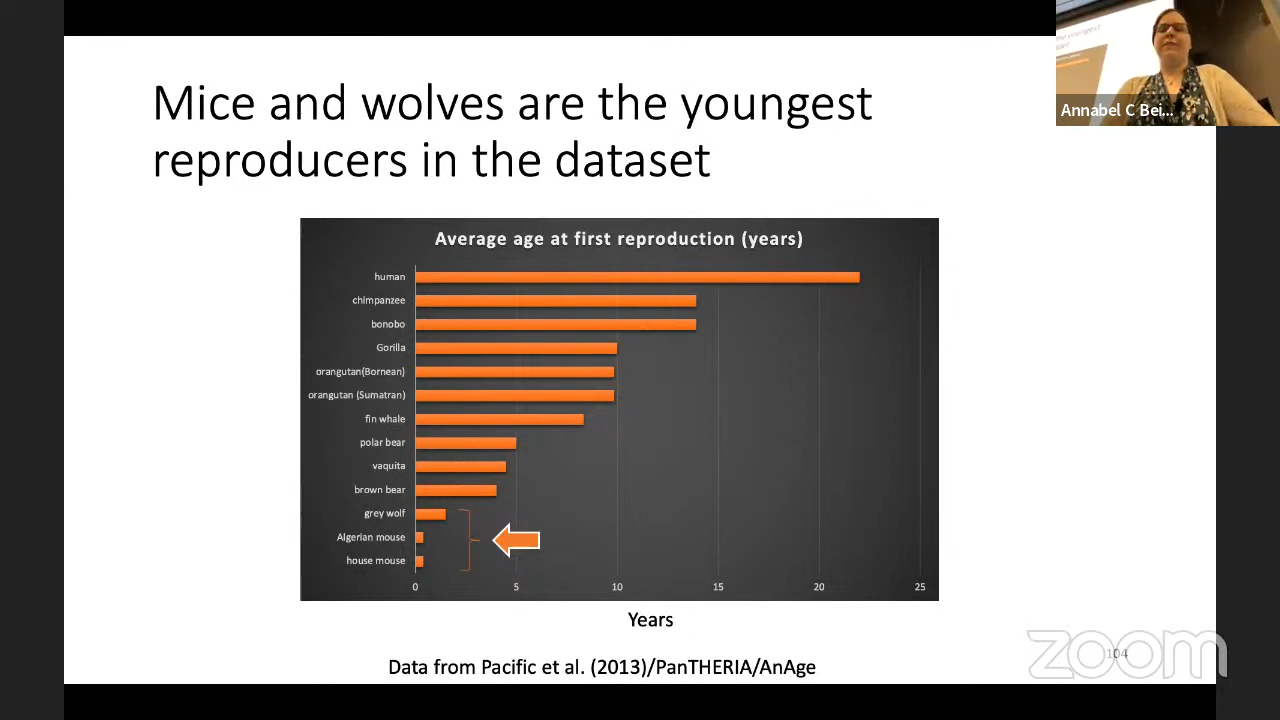 Mice and wolves are the youngest
reproducers in the dataset
Annabel C Bei...
Average age at first reproduction (years)
human
chimpanzee
bonobo
Gorilla
orangutan(Bornean)
orangutan (Sumatran)
fin whale
polar bear
vaquita
brown bear
grey wolf
Algerian mouse
house mouse
0 5 10 15 20 25
Years
Data from Pacific et al. (2013)/PanTHERIA/AnAge
104
zoom